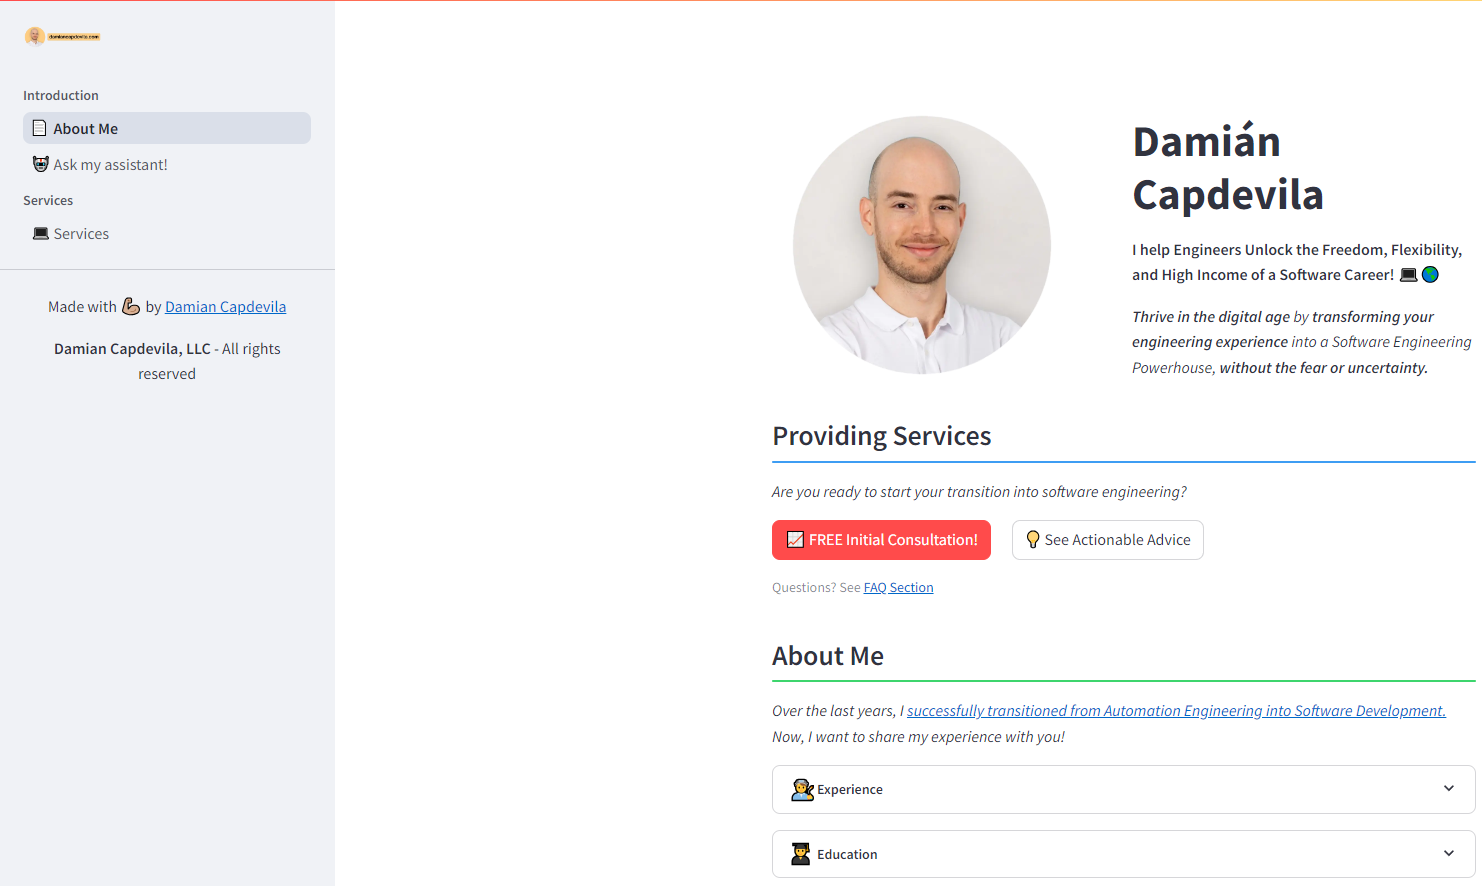 damiancapdevila.com
Introduction
About Me
Ask my assistant!
Services
Services
Made with 💪🏼 by Damian Capdevila
Damian Capdevila, LLC - All rights
reserved
Damián
Capdevila
I help Engineers Unlock the Freedom, Flexibility,
and High Income of a Software Career! 💻 🌎
Thrive in the digital age by transforming your
engineering experience into a Software Engineering
Powerhouse, without the fear or uncertainty.
Providing Services
Are you ready to start your transition into software engineering?
📈 FREE Initial Consultation!
💡 See Actionable Advice
Questions? See FAQ Section
About Me
Over the last years, I successfully transitioned from Automation Engineering into Software Development.
Now, I want to share my experience with you!
Experience
Education